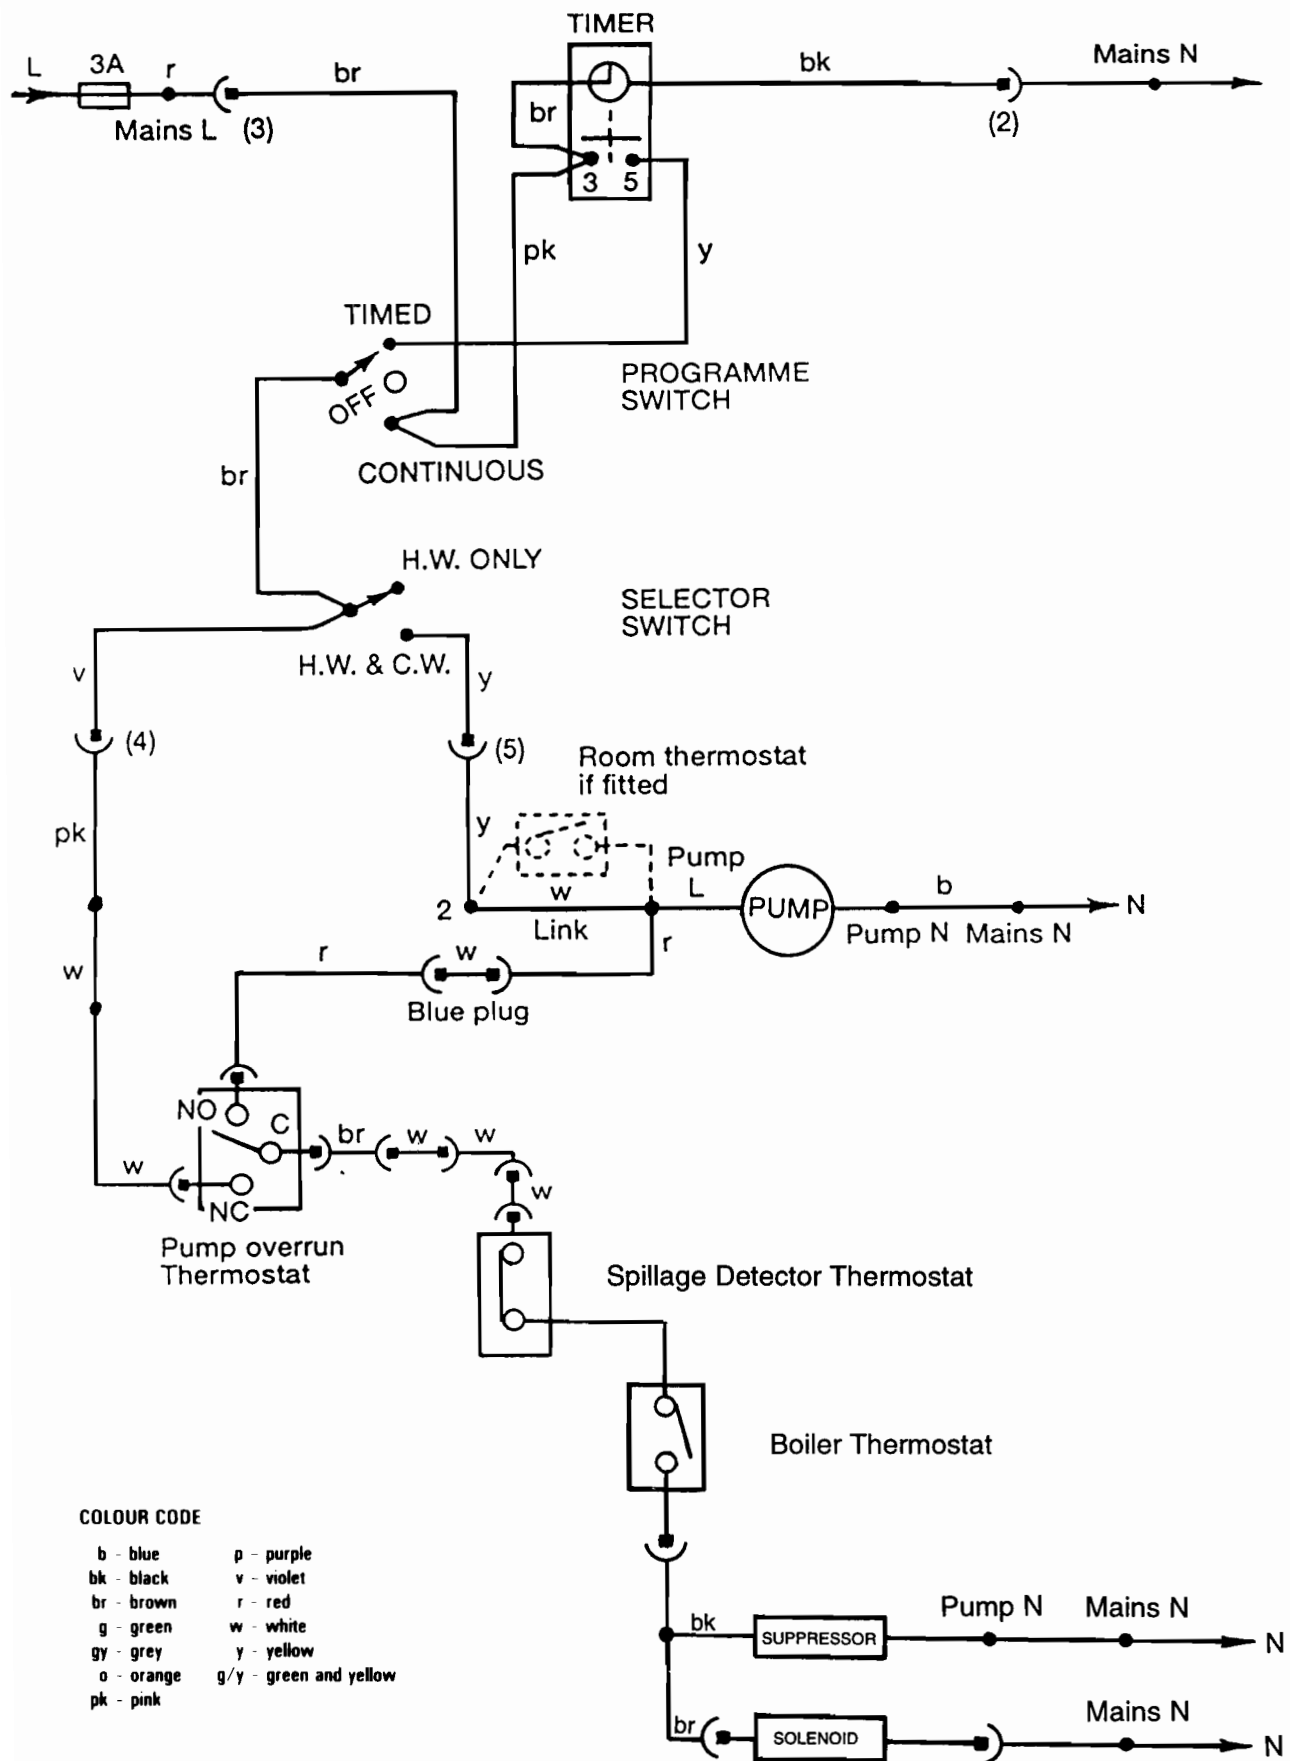 TIMER
L
3A
r
br
bk
Mains N
Mains L
(3)
br
(2)
3
5
pk
y
TIMED
OFF
PROGRAMME
SWITCH
br
CONTINUOUS
H.W. ONLY
SELECTOR
SWITCH
H.W. & C.W.
v
y
(4)
(5)
Room thermostat
if fitted
pk
y
Pump
L
w
b
2
PUMP
N
Link
Pump N
Mains N
r
r
w
w
Blue plug
NO
C
br
w
w
w
w
NC
Pump overrun
Thermostat
Spillage Detector Thermostat
Boiler Thermostat
COLOUR CODE
b - blue
p - purple
bk - black
v - violet
br - brown
r - red
g - green
w - white
gy - grey
y - yellow
o - orange
g/y - green and yellow
pk - pink
bk
SUPPRESSOR
Pump N
Mains N
N
br
SOLENOID
Mains N
N